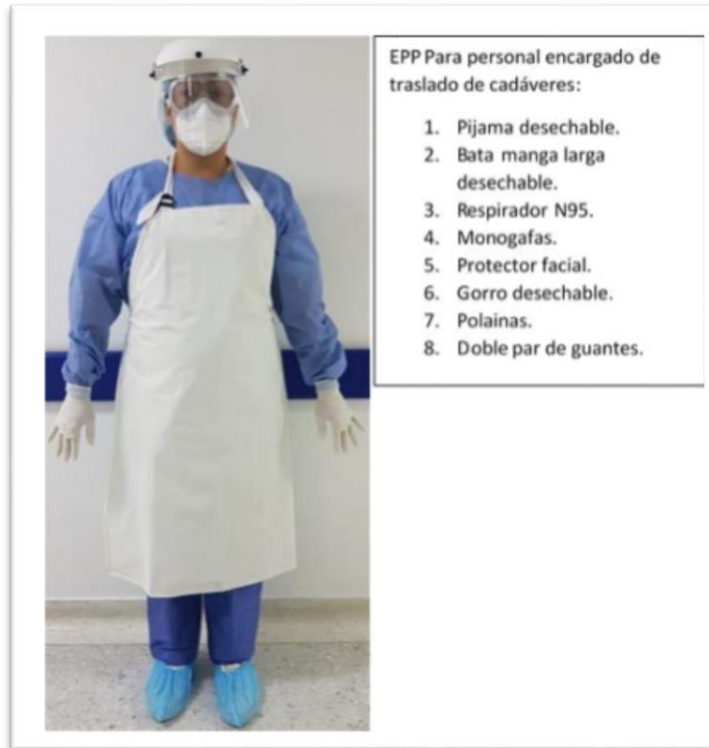 EPP Para personal encargado de
traslado de cadáveres:
1. Pijama desechable.
2. Bata manga larga
desechable.
3. Respirador N95.
4. Monogafas.
5. Protector facial.
6. Gorro desechable.
7. Polainas.
8. Doble par de guantes.